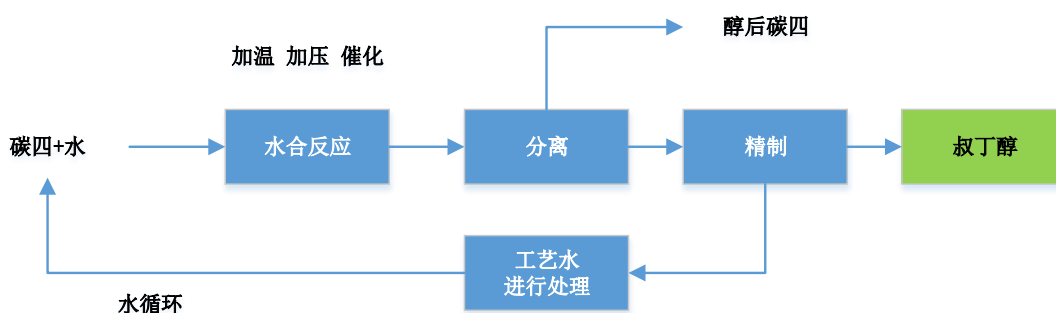 醇后碳四
加温 加压 催化
碳四+水
水合反应
分离
精制
叔丁醇
工艺水
进行处理
水循环